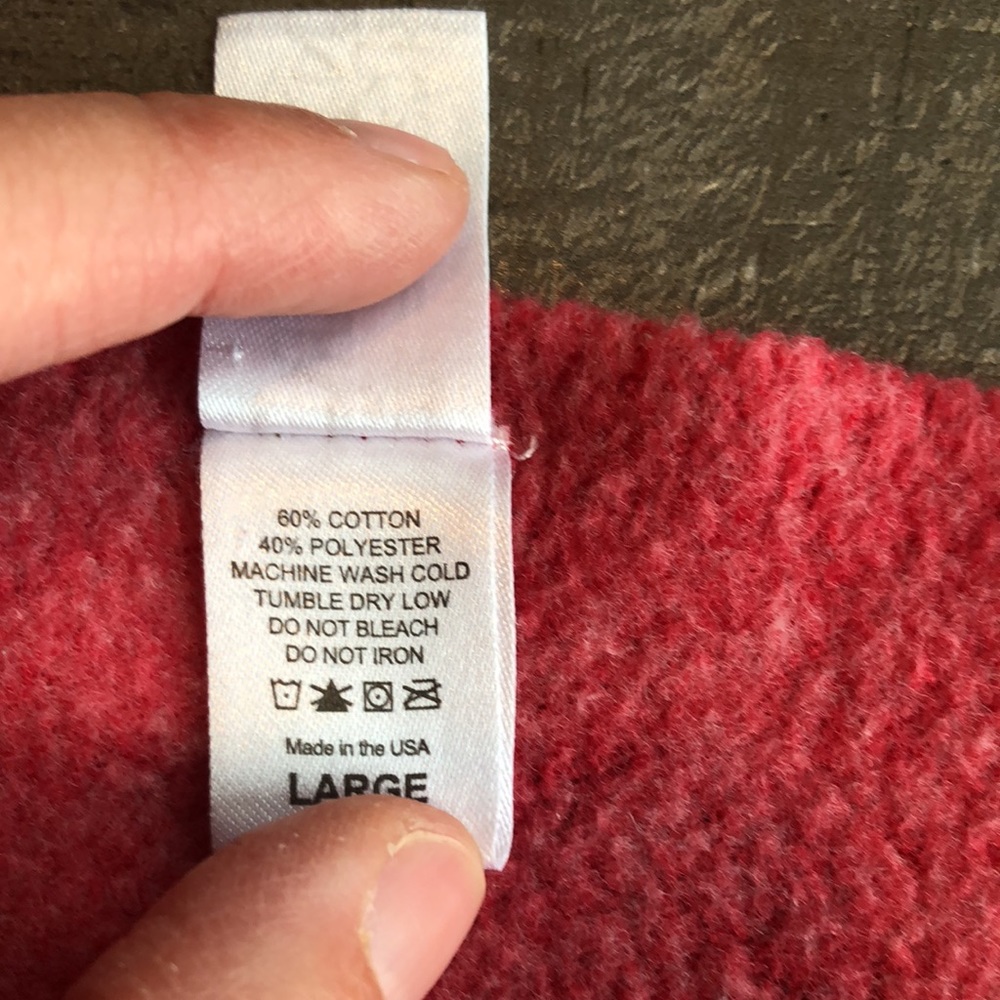 60% COTTON
40% POLYESTER
MACHINE WASH COLD
TUMBLE DRY LOW
DO NOT BLEACH
DO NOT IRON
Made in the USA
LARGE